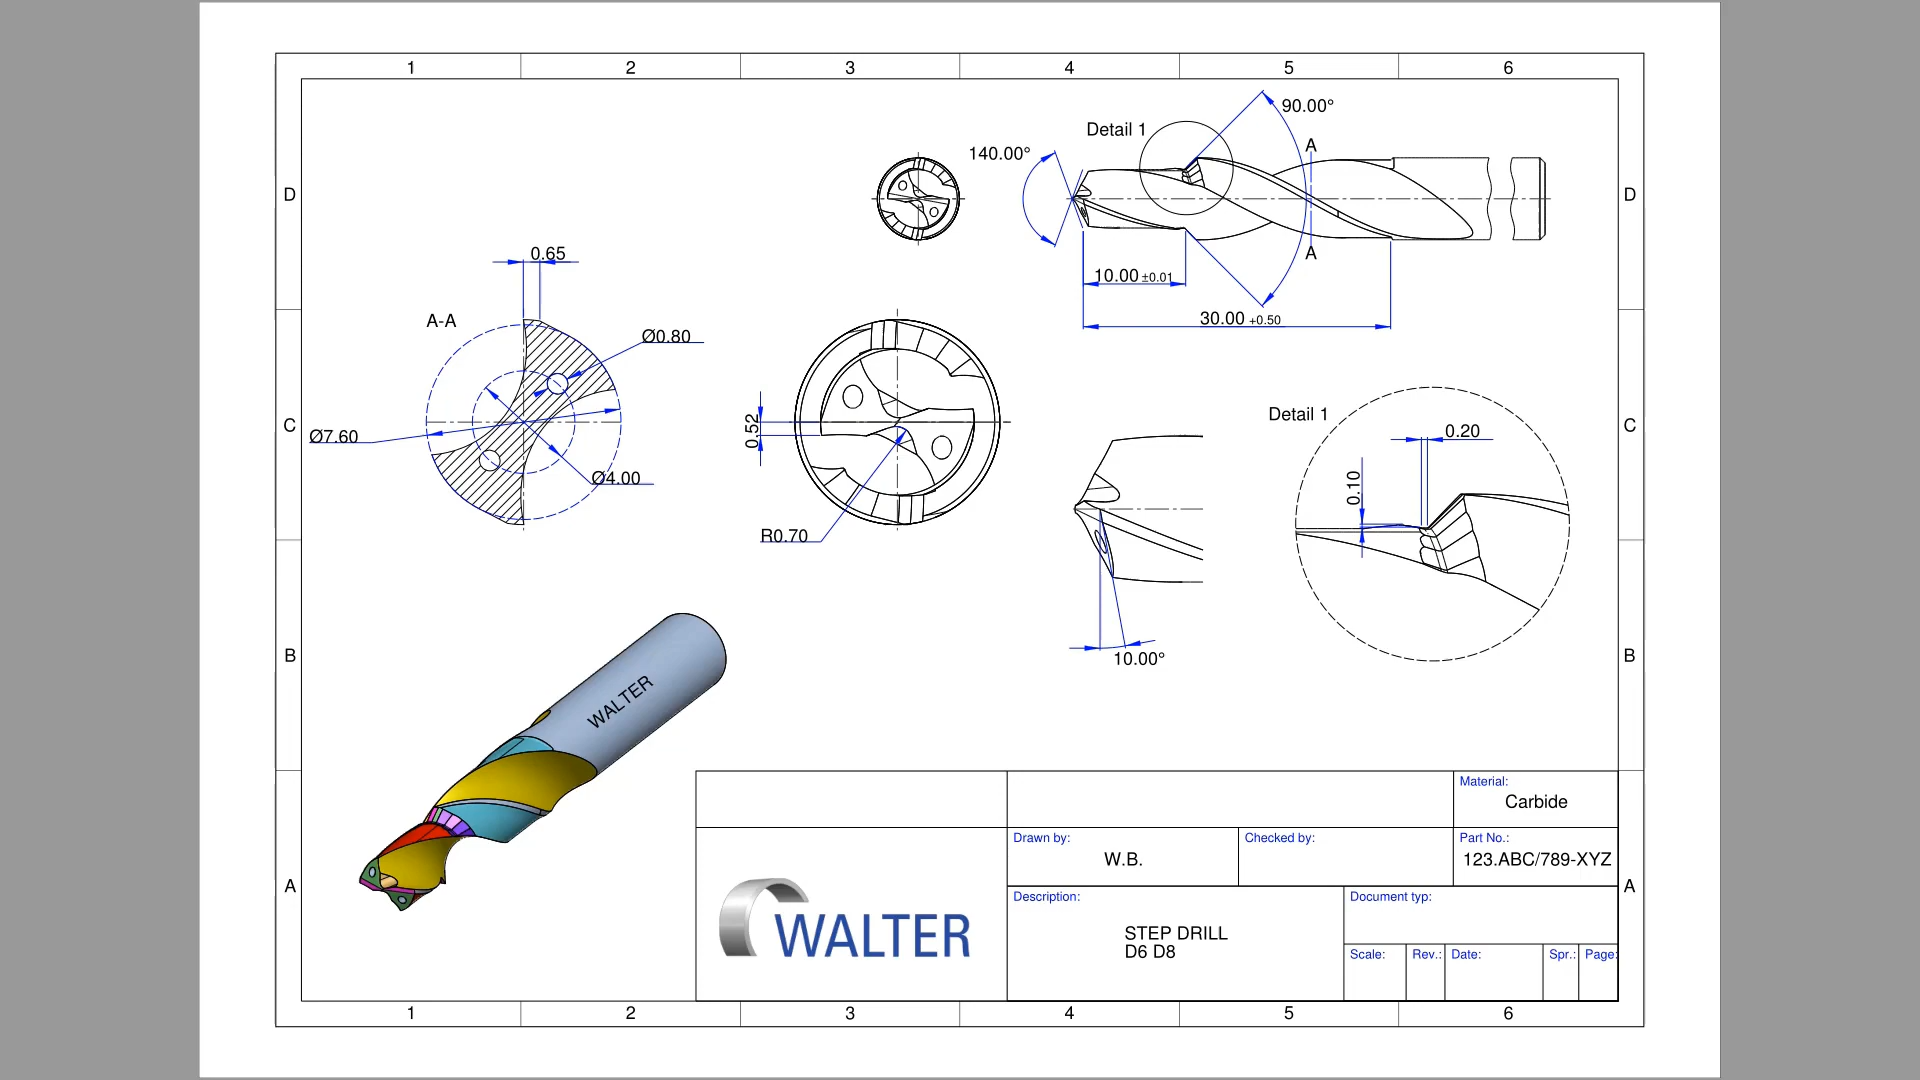 1 2 3 4 5 6
D D
C C
B B
A A
1 2 3 4 5 6
140.00°
Detail 1
90.00°
A
A
10.00 ±0.01
30.00 +0.50
0.65
A-A
Ø0.80
Ø7.60
Ø4.00
0.52
R0.70
10.00°
Detail 1
0.20
0.10
WALTER
Material:
Carbide
Drawn by:
W.B.
Checked by:
Part No.:
123.ABC/789-XYZ
WALTER
Description:
STEP DRILL
D6 D8
Document typ:
Scale: Rev.: Date: Spr.: Page: